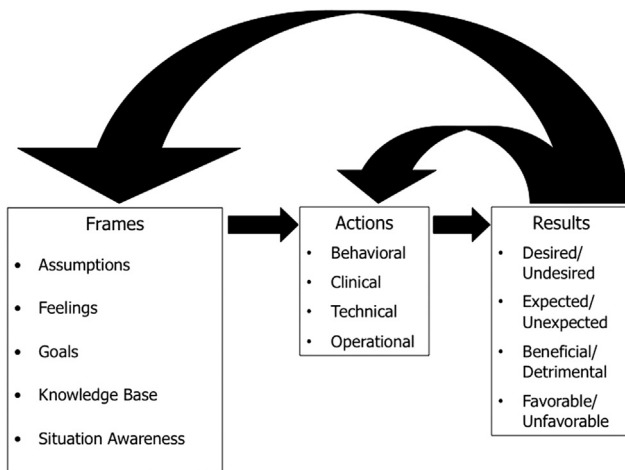 Frames
• Assumptions
• Feelings
• Goals
• Knowledge Base
• Situation Awareness
Actions
• Behavioral
• Clinical
• Technical
• Operational
Results
• Desired/
Undesired
• Expected/
Unexpected
• Beneficial/
Detrimental
• Favorable/
Unfavorable